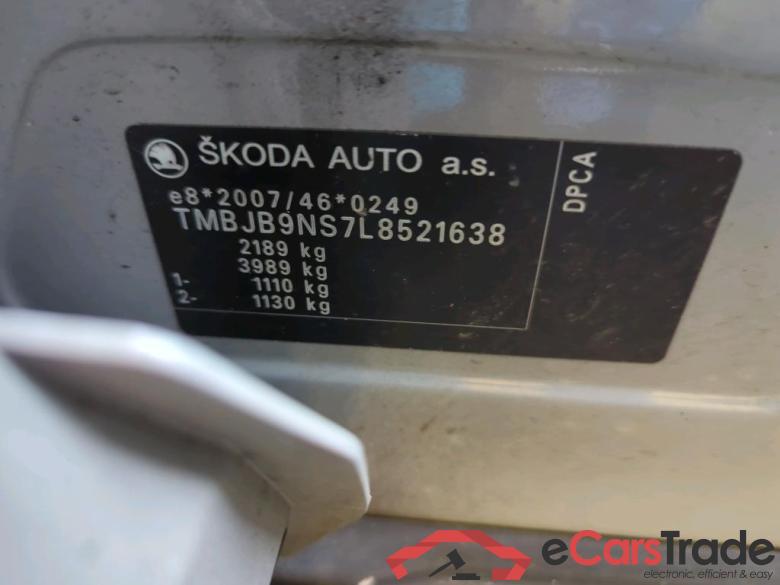 ŠKODA AUTO a.s.
e8*2007/46*0249
TMBJB9NS7L8521638
2189 kg
3989 kg
1- 1110 kg
2- 1130 kg
DPCA
eCarsTrade
electronic, efficient & easy